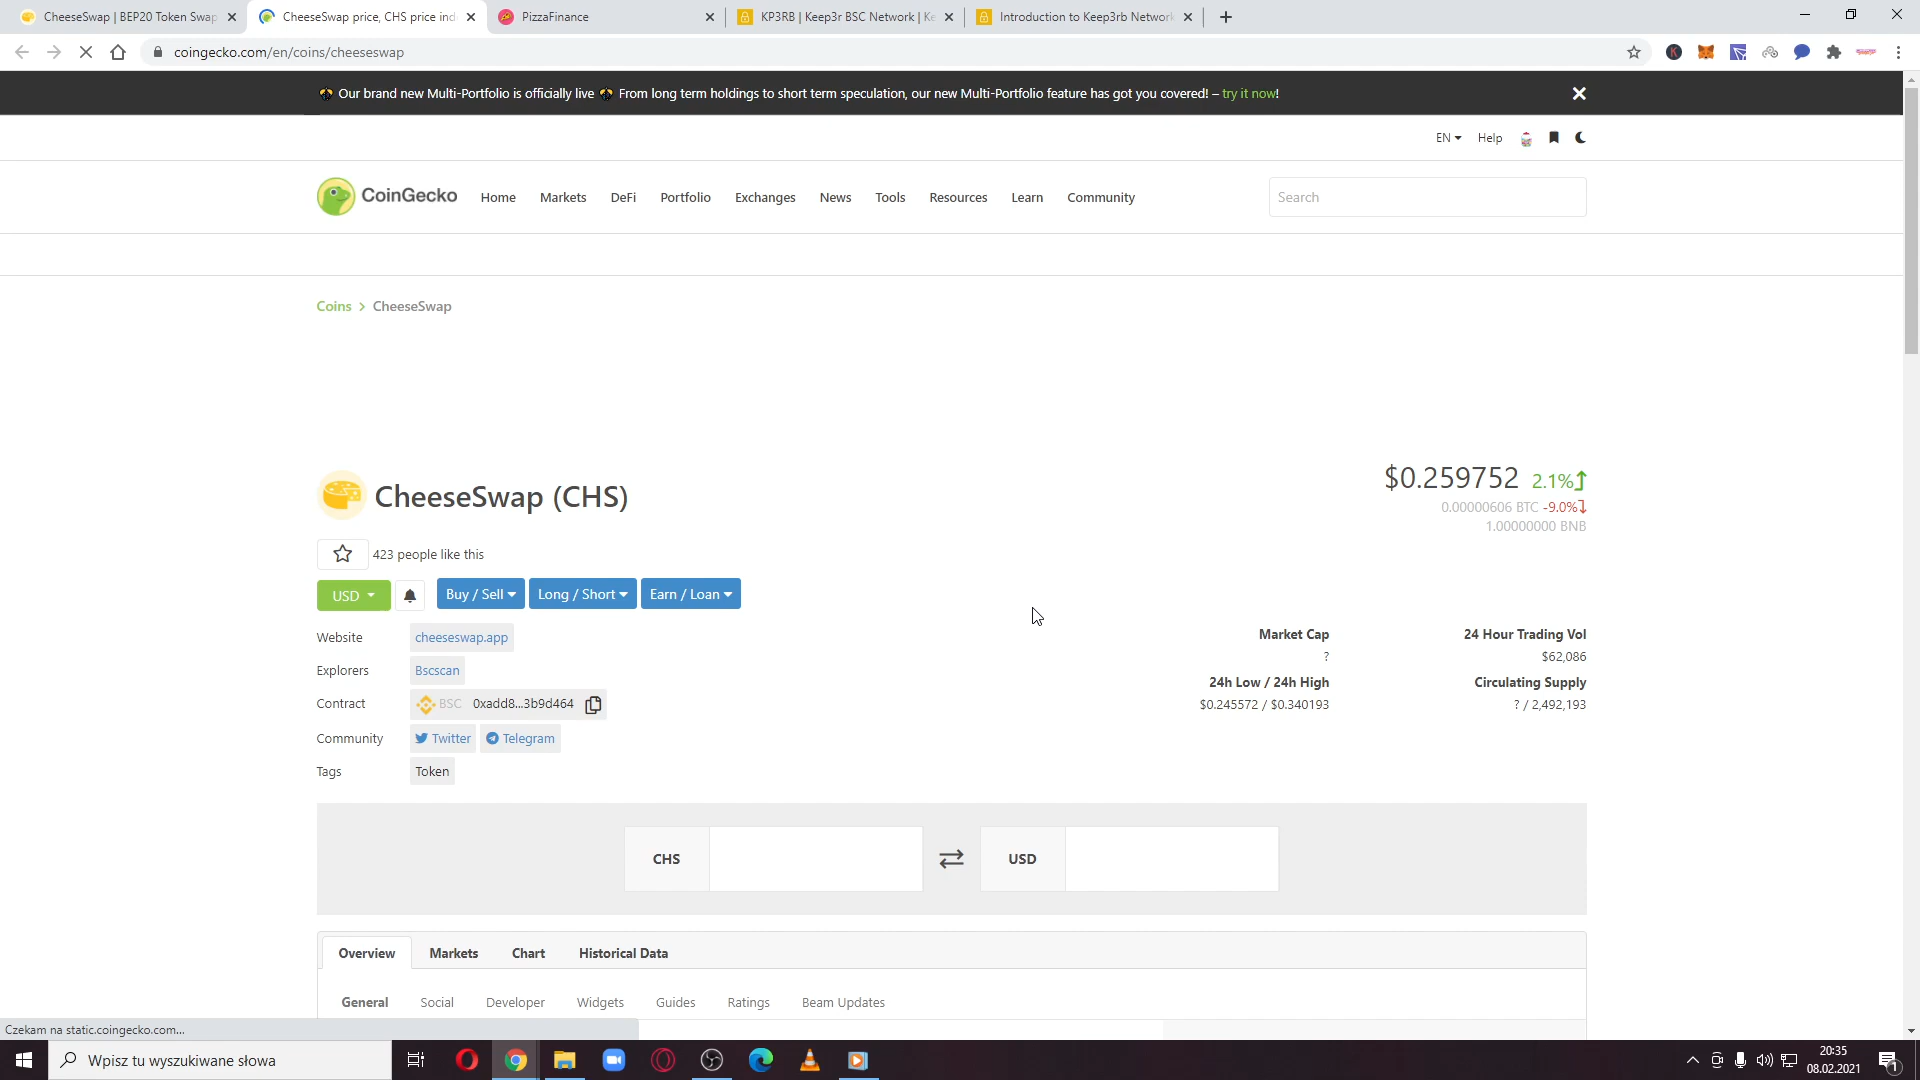 CheeseSwap | BEP20 Token Swap
CheeseSwap price, CHS price ind
PizzaFinance
KP3RB | Keep3r BSC Network | Ke
Introduction to Keep3rb Network
coingecko.com/en/coins/cheeseswap
Our brand new Multi-Portfolio is officially live From long term holdings to short term speculation, our new Multi-Portfolio feature has got you covered! – try it now!
EN Help
CoinGecko Home Markets DeFi Portfolio Exchanges News Tools Resources Learn Community Search
Coins > CheeseSwap
CheeseSwap (CHS)
$0.259752 2.1%
0.00000606 BTC -9.0%
1.00000000 BNB
423 people like this
USD Buy / Sell Long / Short Earn / Loan
Website cheeseswap.app
Explorers Bscscan
Contract BSC 0xadd8...3b9d464
Community Twitter Telegram
Tags Token
Market Cap 24 Hour Trading Vol
? $62,086
24h Low / 24h High Circulating Supply
$0.245572 / $0.340193 ? / 2,492,193
CHS USD
Overview Markets Chart Historical Data
General Social Developer Widgets Guides Ratings Beam Updates
Czekam na static.coingecko.com...
Wpisz tu wyszukiwane słowa
20:35
08.02.2021
1